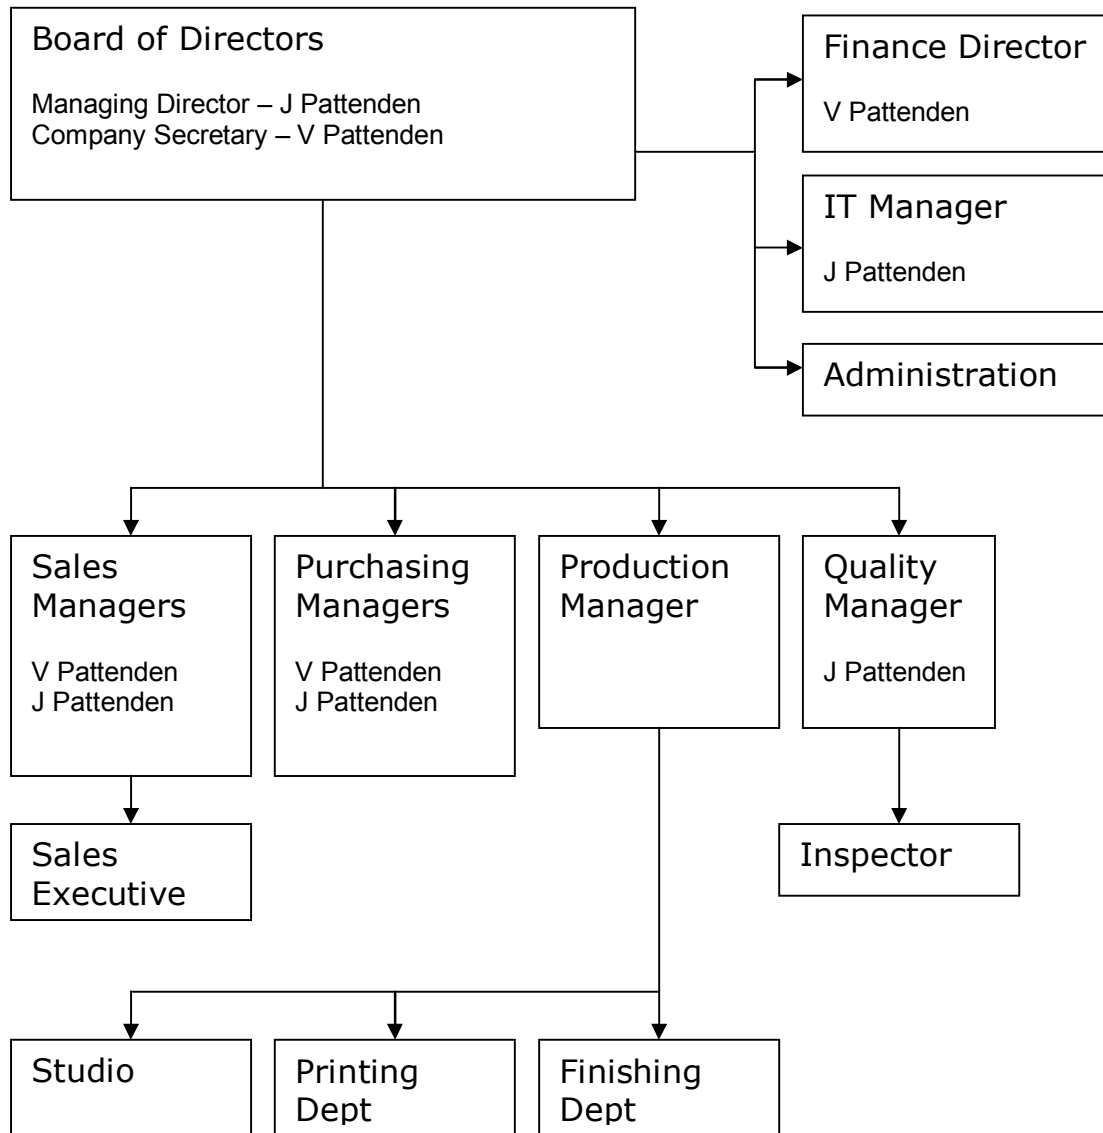 Board of Directors
Managing Director – J Pattenden
Company Secretary – V Pattenden
Finance Director
V Pattenden
IT Manager
J Pattenden
Administration
Sales
Managers
V Pattenden
J Pattenden
Purchasing
Managers
V Pattenden
J Pattenden
Production
Manager
Quality
Manager
J Pattenden
Sales
Executive
Inspector
Studio
Printing
Dept
Finishing
Dept